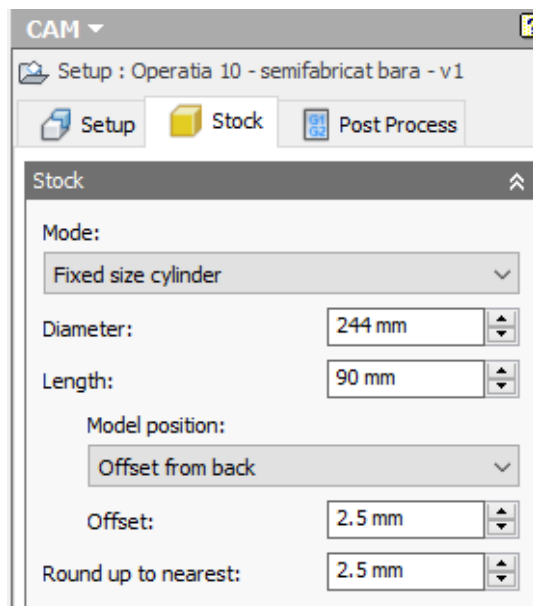 CAM
Setup : Operatia 10 - semifabricat bara - v1
Setup Stock G1 G2 Post Process
Stock
Mode:
Fixed size cylinder
Diameter: 244 mm
Length: 90 mm
Model position:
Offset from back
Offset: 2.5 mm
Round up to nearest: 2.5 mm